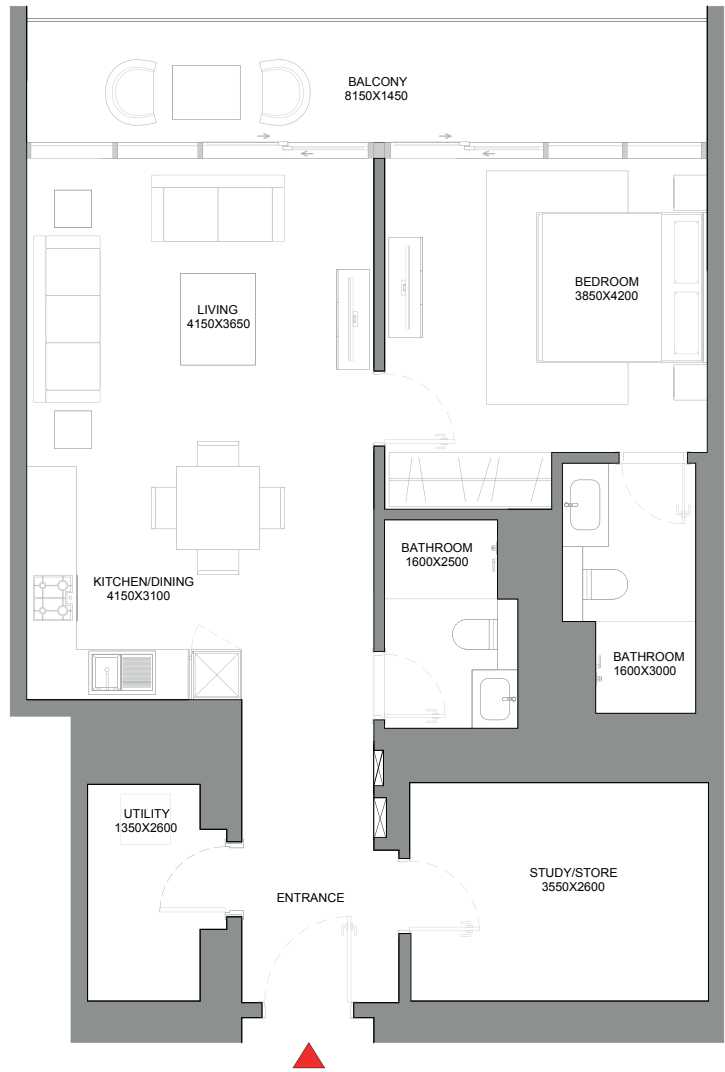 BALCONY
8150X1450
LIVING
4150X3650
BEDROOM
3850X4200
KITCHEN/DINING
4150X3100
BATHROOM
1600X2500
BATHROOM
1600X3000
UTILITY
1350X2600
STUDY/STORE
3550X2600
ENTRANCE